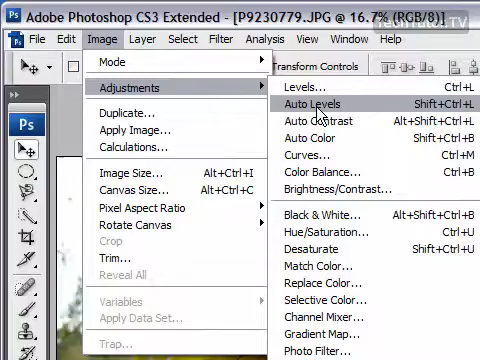 Adobe Photoshop CS3 Extended - [P9230779.JPG @ 16.7% (RGB/8)]
File Edit Image Layer Select Filter Analysis View Window Help
Transform Controls
Ps
Mode
Adjustments
Duplicate...
Apply Image...
Calculations...
Image Size... Alt+Ctrl+I
Canvas Size... Alt+Ctrl+C
Pixel Aspect Ratio
Rotate Canvas
Crop
Trim...
Reveal All
Variables
Apply Data Set...
Trap...
Levels... Ctrl+L
Auto Levels Shift+Ctrl+L
Auto Contrast Alt+Shift+Ctrl+L
Auto Color Shift+Ctrl+B
Curves... Ctrl+M
Color Balance... Ctrl+B
Brightness/Contrast...
Black & White... Alt+Shift+Ctrl+B
Hue/Saturation... Ctrl+U
Desaturate Shift+Ctrl+U
Match Color...
Replace Color...
Selective Color...
Channel Mixer...
Gradient Map...
Photo Filter...